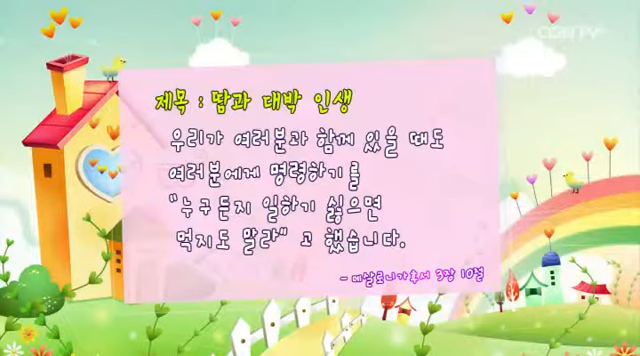 CGNTV
제목 : 땀과 대박 인생
우리가 여러분과 함께 있을 때도
여러분에게 명령하기를
"누구든지 일하기 싫으면
먹지도 말라" 고 했습니다.
- 데살로니가후서 3장 10절